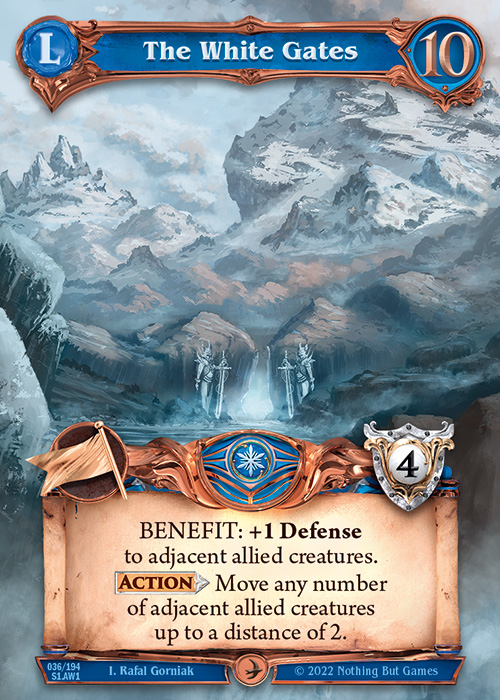 L
The White Gates
10
4
BENEFIT: +1 Defense
to adjacent allied creatures.
ACTION Move any number
of adjacent allied creatures
up to a distance of 2.
036/194
S1.AW1
I. Rafal Gorniak
© 2022 Nothing But Games